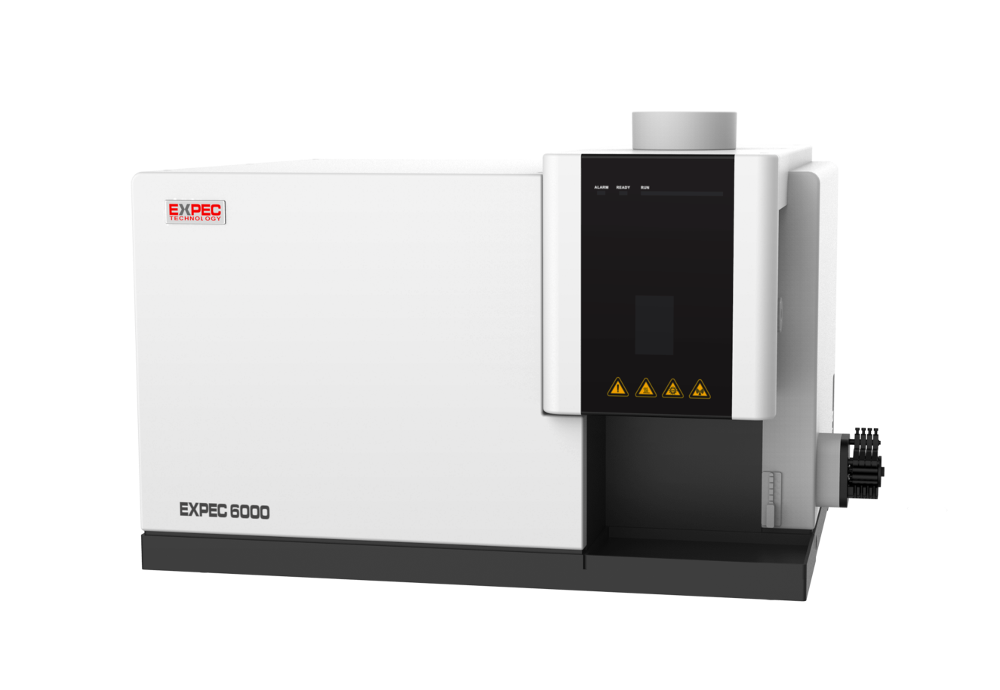 EXPEC
TECHNOLOGY
ALARM READY RUN
EXPEC 6000